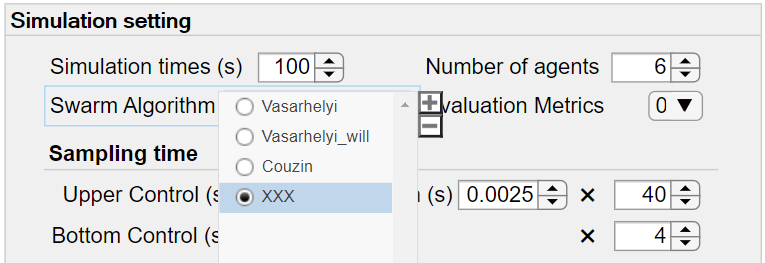 Simulation setting
Simulation times (s) 100 Number of agents 6
Swarm Algorithm valuation Metrics 0
Vasarhelyi
Vasarhelyi_will
Sampling time
Couzin
XXX
Upper Control (s (s) 0.0025 × 40
Bottom Control (s × 4